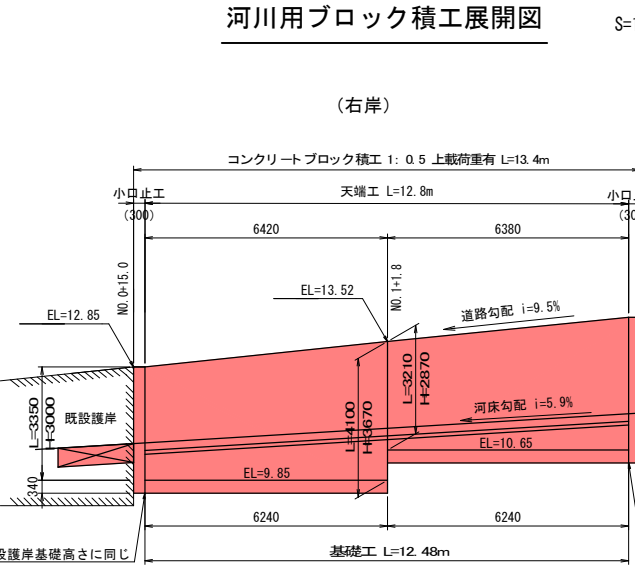 河川用ブロック積工展開図
S=
(右岸)
コンクリートブロック積工 1: 0.5 上載荷重有 L=13.4m
小口止工
天端工 L=12.8m
小口
(300)
(30
6420
6380
NO.0+15.0
NO.1+1.8
EL=12.85
EL=13.52
道路勾配 i=9.5%
L=3350
H=3000
既設護岸
L=4100
H=3670
L=3210
H=2870
河床勾配 i=5.9%
EL=10.65
EL=9.85
340
6240
6240
設護岸基礎高さに同じ
基礎工 L=12.48m